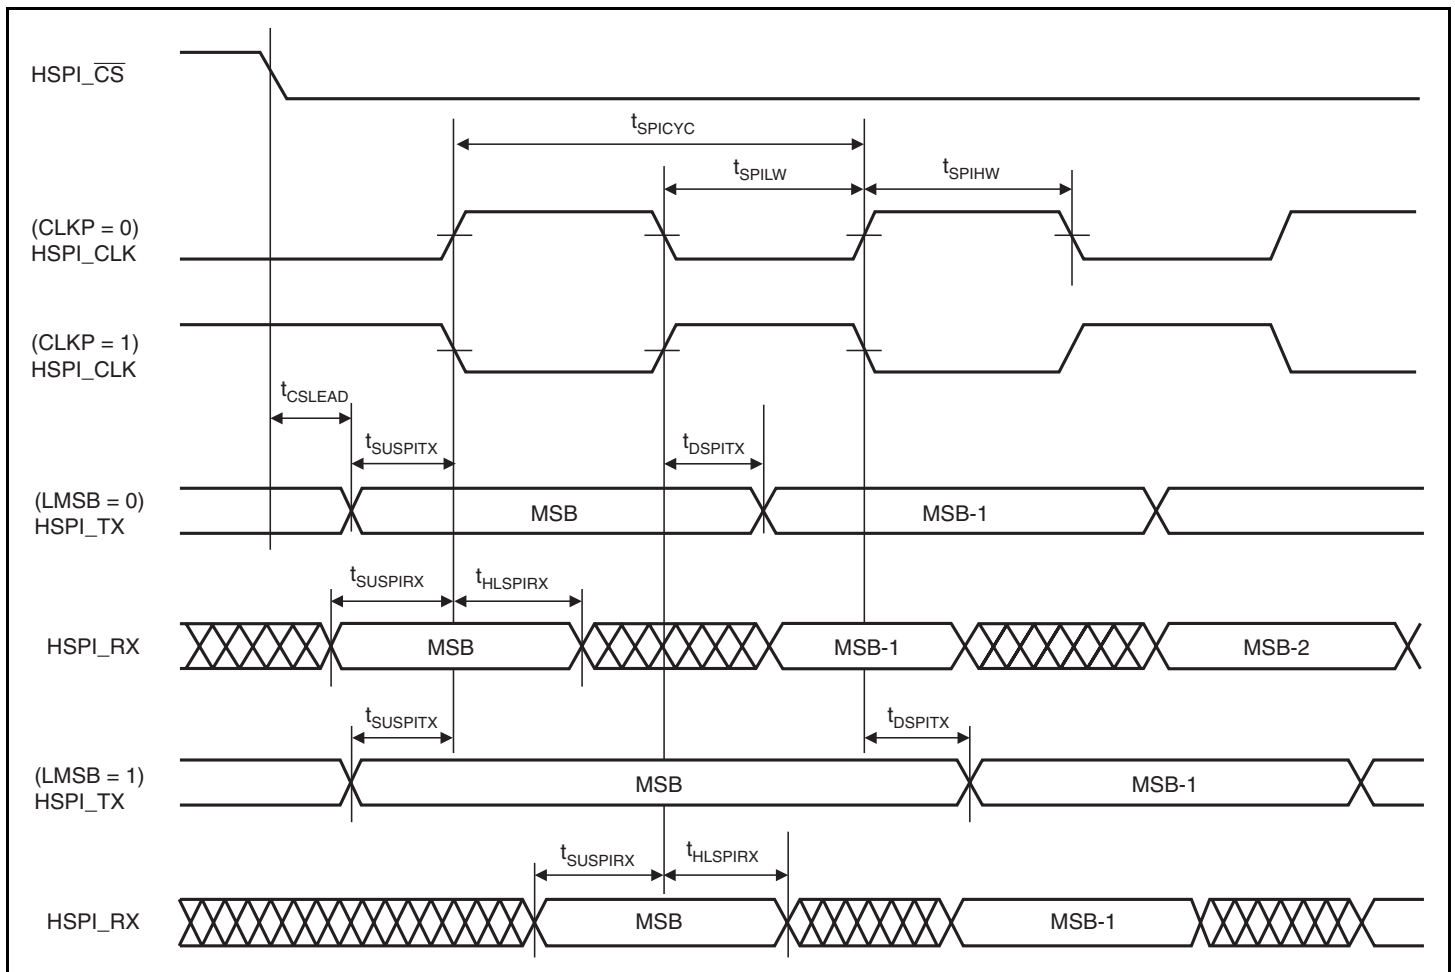 HSPI_CS
tSPICYC
tSPILW
tSPIHW
(CLKP = 0)
HSPI_CLK
(CLKP = 1)
HSPI_CLK
tCSLEAD
tSUSPITX
tDSPITX
(LMSB = 0)
HSPI_TX
MSB
MSB-1
tSUSPIRX
tHLSPIRX
HSPI_RX
MSB
MSB-1
MSB-2
tSUSPITX
tDSPITX
(LMSB = 1)
HSPI_TX
MSB
MSB-1
tSUSPIRX
tHLSPIRX
HSPI_RX
MSB
MSB-1